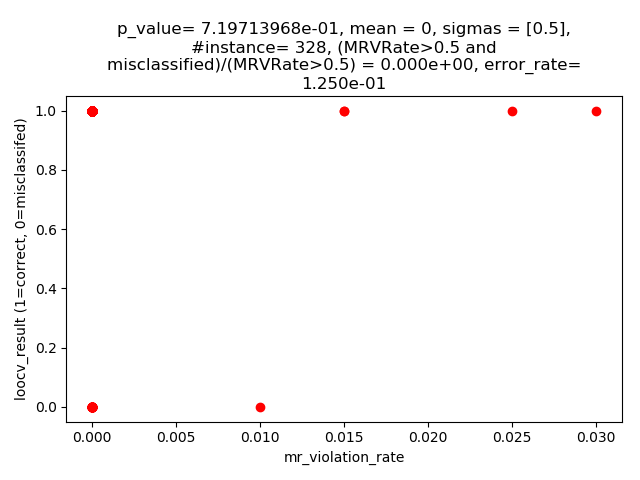 p_value= 7.19713968e-01, mean = 0, sigmas = [0.5],
#instance= 328, (MRVRate>0.5 and
misclassified)/(MRVRate>0.5) = 0.000e+00, error_rate=
1.250e-01
loocv_result (1=correct, 0=misclassifed)
1.0
0.8
0.6
0.4
0.2
0.0
0.000 0.005 0.010 0.015 0.020 0.025 0.030
mr_violation_rate